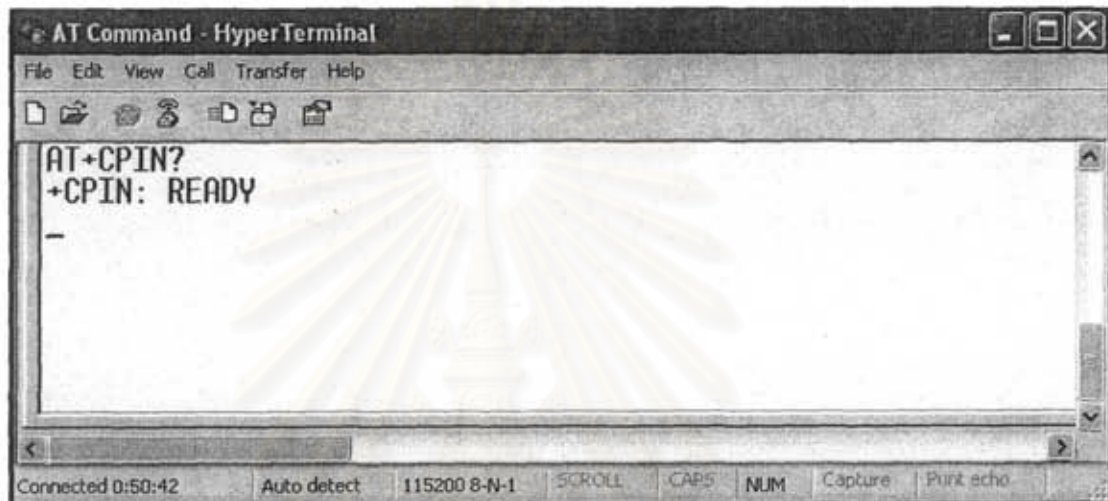 AT Command - HyperTerminal
File Edit View Call Transfer Help
AT+CPIN?
+CPIN: READY
Connected 0:50:42 Auto detect 115200 8-N-1 SCROLL CAPS NUM Capture Print echo